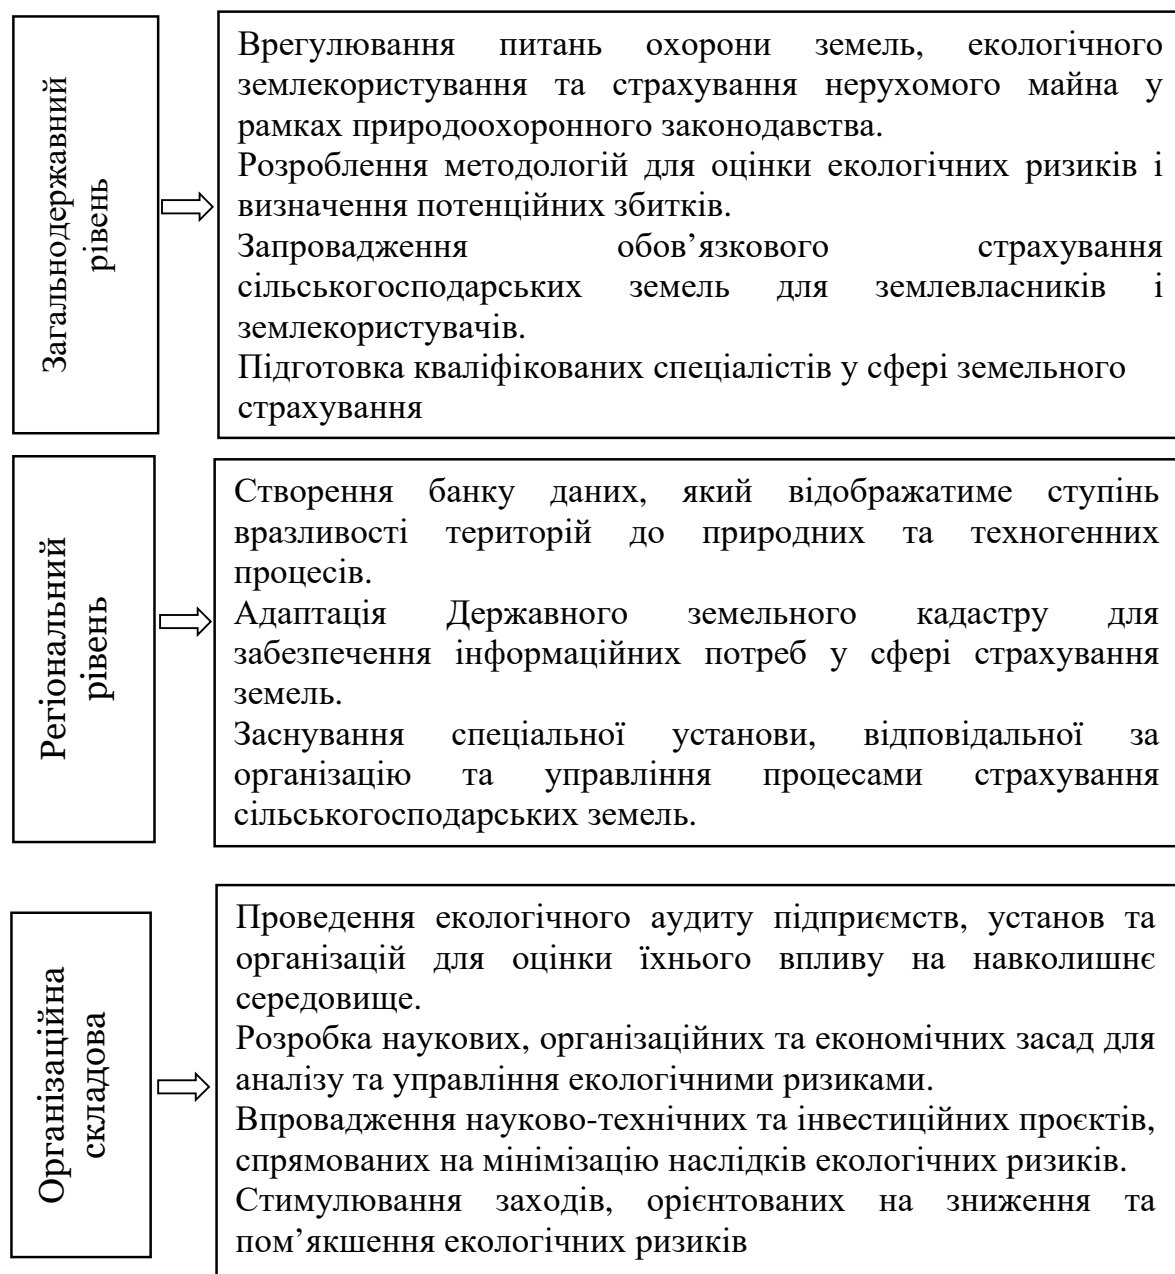 Загальнодержавний
рівень
Врегулювання питань охорони земель, екологічного
землекористування та страхування нерухомого майна у
рамках природоохоронного законодавства.
Розроблення методологій для оцінки екологічних ризиків і
визначення потенційних збитків.
Запровадження обов’язкового страхування
сільськогосподарських земель для землевласників і
землекористувачів.
Підготовка кваліфікованих спеціалістів у сфері земельного
страхування
Регіональний
рівень
Створення банку даних, який відображатиме ступінь
вразливості територій до природних та техногенних
процесів.
Адаптація Державного земельного кадастру для
забезпечення інформаційних потреб у сфері страхування
земель.
Заснування спеціальної установи, відповідальної за
організацію та управління процесами страхування
сільськогосподарських земель.
Організаційна
складова
Проведення екологічного аудиту підприємств, установ та
організацій для оцінки їхнього впливу на навколишнє
середовище.
Розробка наукових, організаційних та економічних засад для
аналізу та управління екологічними ризиками.
Впровадження науково-технічних та інвестиційних проєктів,
спрямованих на мінімізацію наслідків екологічних ризиків.
Стимулювання заходів, орієнтованих на зниження та
пом’якшення екологічних ризиків